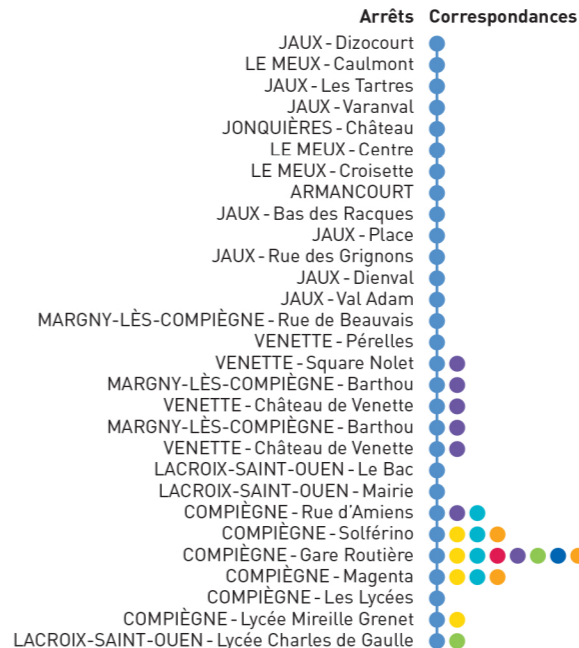 Arrêts Correspondances
JAUX - Dizocourt
LE MEUX - Caulmont
JAUX - Les Tartres
JAUX - Varanval
JONQUIÈRES - Château
LE MEUX - Centre
LE MEUX - Croisette
ARMANCOURT
JAUX - Bas des Racques
JAUX - Place
JAUX - Rue des Grignons
JAUX - Dienval
JAUX - Val Adam
MARGNY-LÈS-COMPIÈGNE - Rue de Beauvais
VENETTE - Pérelles
VENETTE - Square Nolet
MARGNY-LÈS-COMPIÈGNE - Barthou
VENETTE - Château de Venette
MARGNY-LÈS-COMPIÈGNE - Barthou
VENETTE - Château de Venette
LACROIX-SAINT-OUEN - Le Bac
LACROIX-SAINT-OUEN - Mairie
COMPIÈGNE - Rue d'Amiens
COMPIÈGNE - Solférino
COMPIÈGNE - Gare Routière
COMPIÈGNE - Magenta
COMPIÈGNE - Les Lycées
COMPIÈGNE - Lycée Mireille Grenet
LACROIX-SAINT-OUEN - Lycée Charles de Gaulle